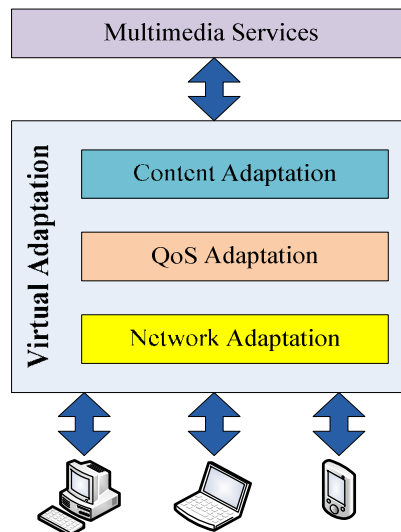 Multimedia Services
Virtual Adaptation
Content Adaptation
QoS Adaptation
Network Adaptation